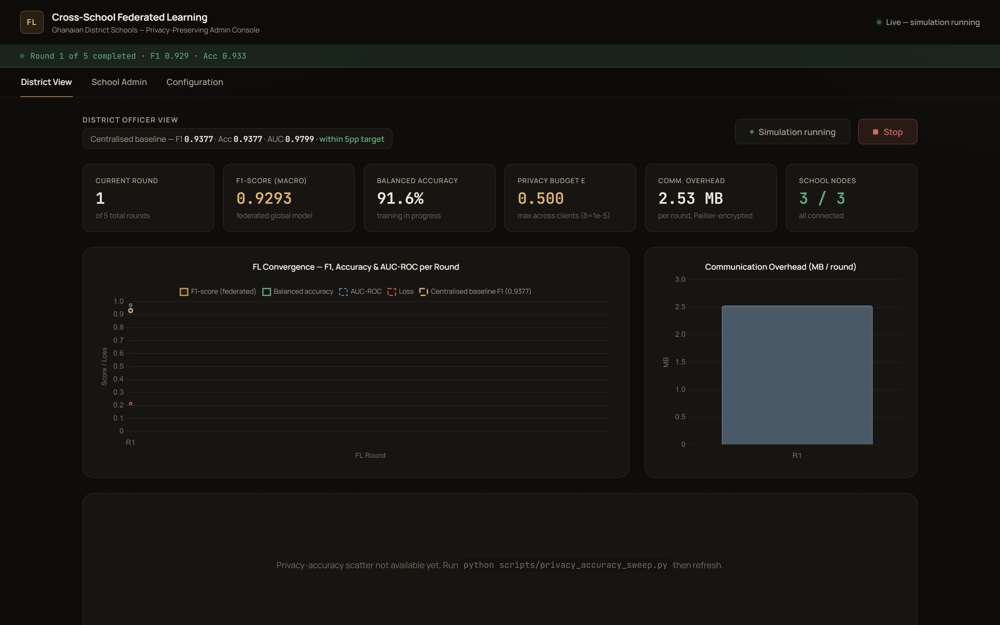 FL
Cross-School Federated Learning
Ghanaian District Schools — Privacy-Preserving Admin Console
Live — simulation running
Round 1 of 5 completed · F1 0.929 · Acc 0.933
District View
School Admin
Configuration
DISTRICT OFFICER VIEW
Centralised baseline — F1 0.9377 · Acc 0.9377 · AUC 0.9799 · within 5pp target
Simulation running
Stop
CURRENT ROUND
1
of 5 total rounds
F1-SCORE (MACRO)
0.9293
federated global model
BALANCED ACCURACY
91.6%
training in progress
PRIVACY BUDGET Ε
0.500
max across clients (δ=1e-5)
COMM. OVERHEAD
2.53 MB
per round, Paillier-encrypted
SCHOOL NODES
3 / 3
all connected
FL Convergence — F1, Accuracy & AUC-ROC per Round
F1-score (federated)
Balanced accuracy
AUC-ROC
Loss
Centralised baseline F1 (0.9377)
Score / Loss
1.0
0.9
0.8
0.7
0.6
0.5
0.4
0.3
0.2
0.1
0
R1
FL Round
Communication Overhead (MB / round)
MB
3.0
2.5
2.0
1.5
1.0
0.5
0
R1
Privacy-accuracy scatter not available yet. Run python scripts/privacy_accuracy_sweep.py then refresh.